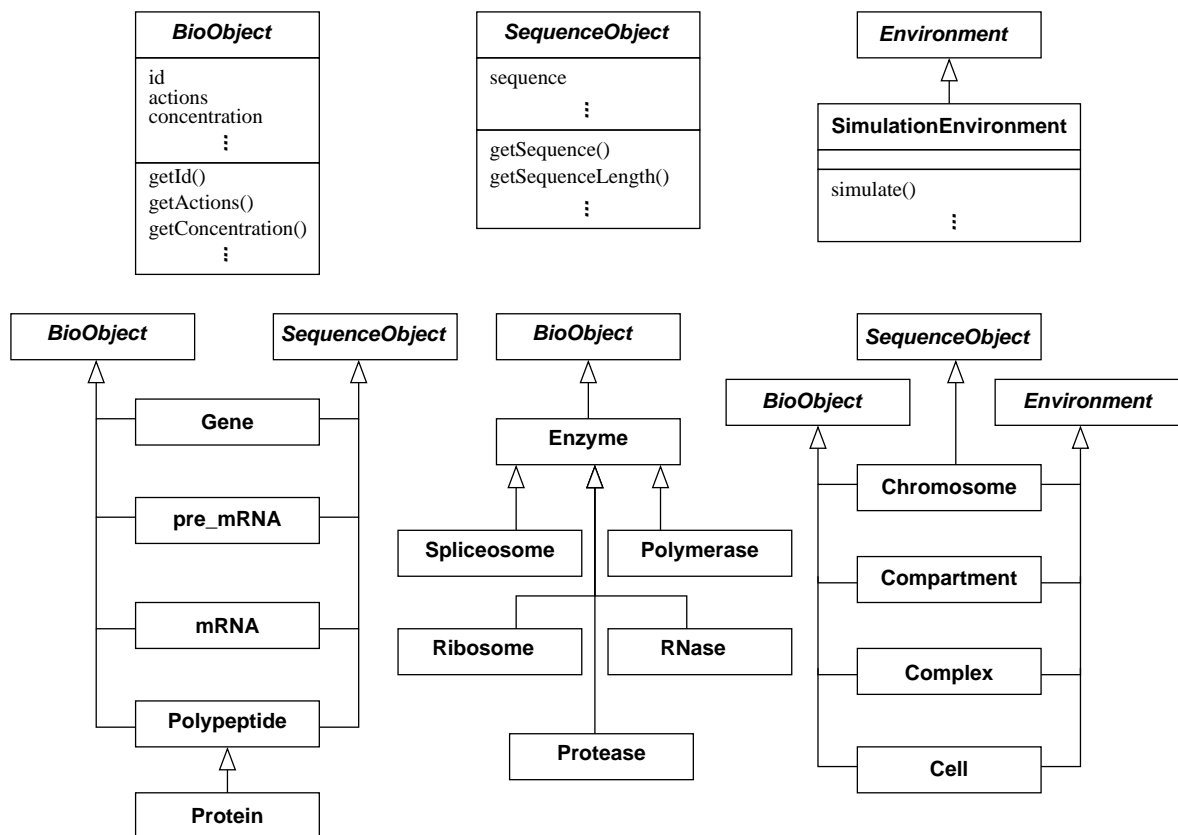 BioObject
id
actions
concentration
⋮
getId()
getActions()
getConcentration()
⋮
SequenceObject
sequence
⋮
getSequence()
getSequenceLength()
⋮
Environment
SimulationEnvironment
simulate()
⋮
BioObject
SequenceObject
Gene
pre_mRNA
mRNA
Polypeptide
Protein
BioObject
Enzyme
Spliceosome
Polymerase
Ribosome
RNase
Protease
SequenceObject
BioObject
Environment
Chromosome
Compartment
Complex
Cell